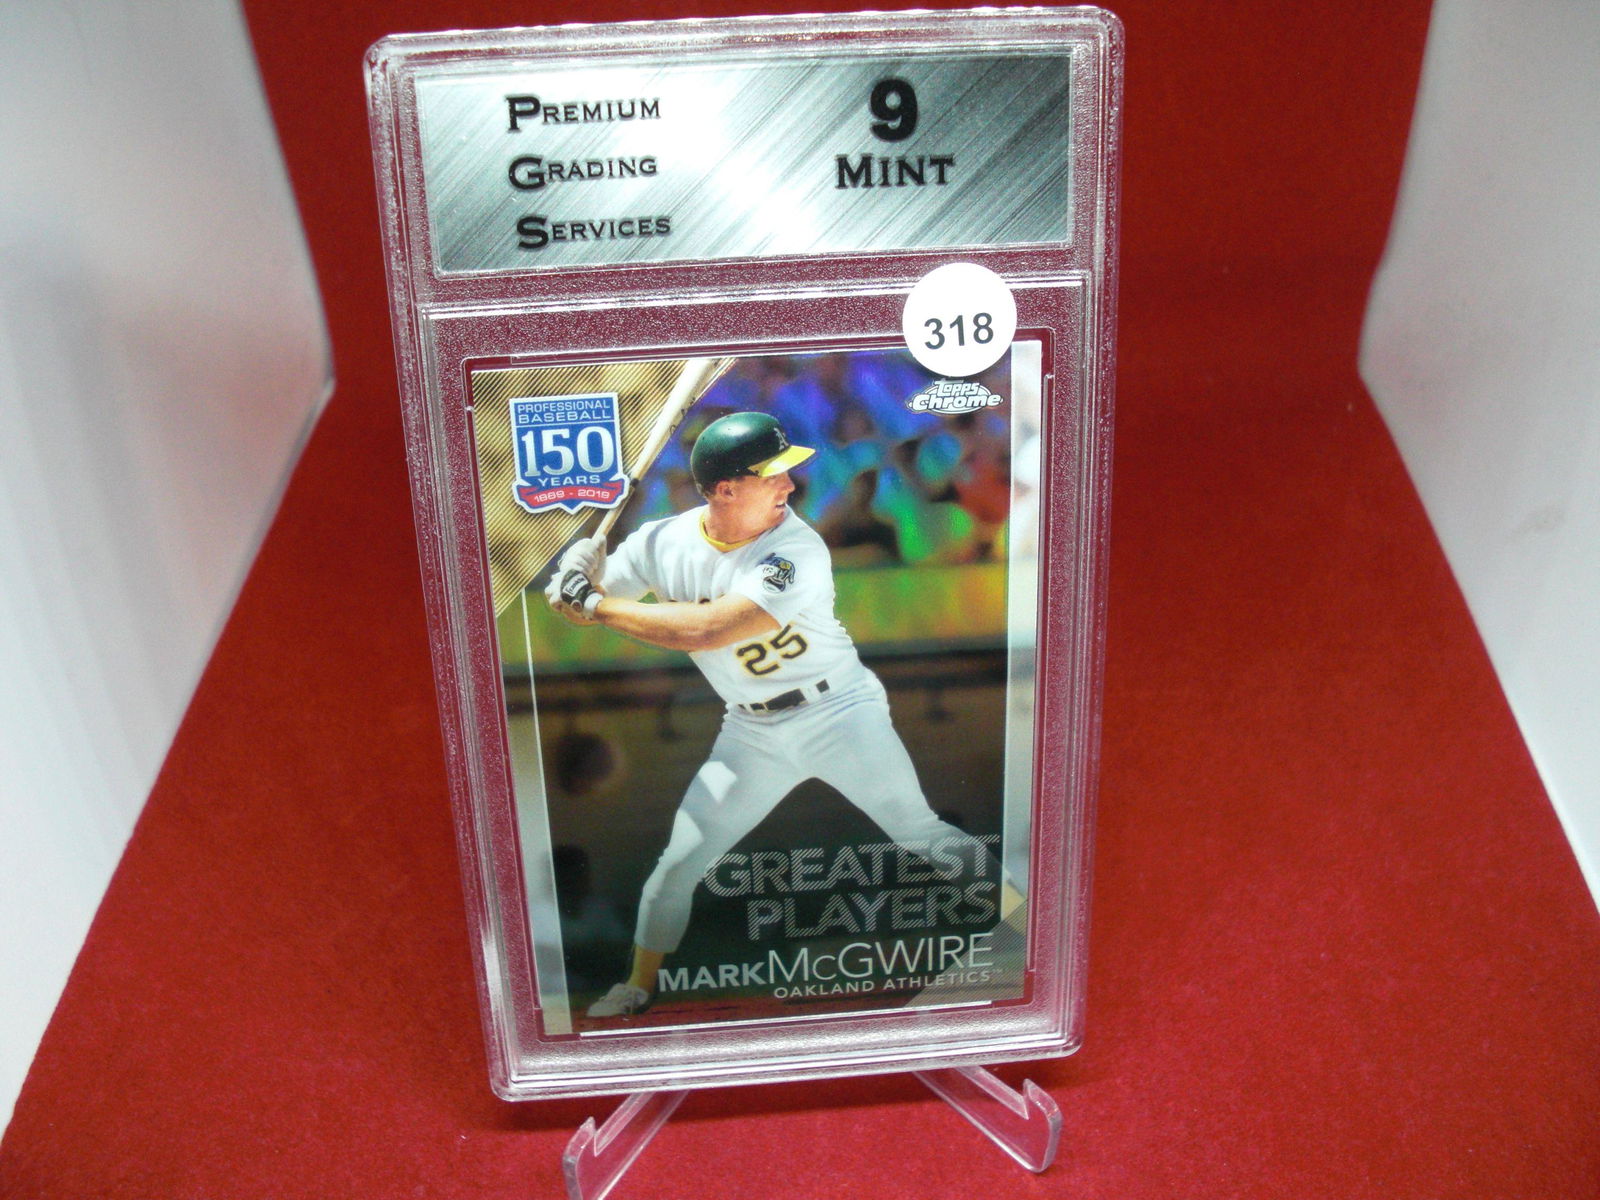 PREMIUM
GRADING
SERVICES
9
MINT
318
Topps
Chrome
PROFESSIONAL
BASEBALL
150
YEARS
1869 - 2019
A
25
GREATEST
PLAYERS
MARK McGWIRE
OAKLAND ATHLETICS™